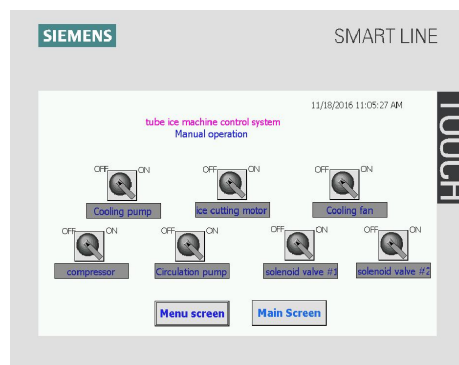 SIEMENS
SMART LINE
TOUCH
11/18/2016 11:05:27 AM
tube ice machine control system
Manual operation
OFF ON OFF ON OFF ON
Cooling pump ice cutting motor Cooling fan
OFF ON OFF ON OFF ON OFF ON
compressor Circulation pump solenoid valve #1 solenoid valve #2
Menu screen Main Screen